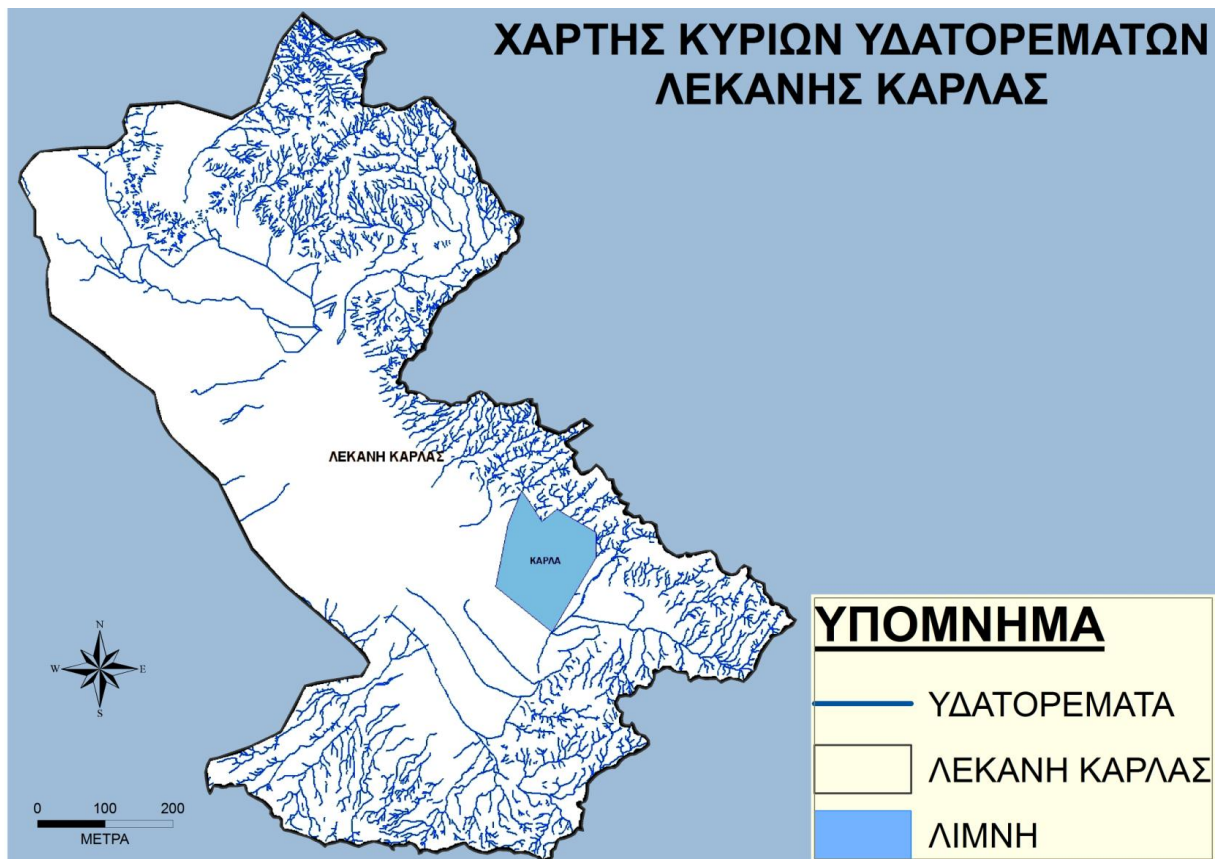 ΧΑΡΤΗΣ ΚΥΡΙΩΝ ΥΔΑΤΟΡΕΜΑΤΩΝ
ΛΕΚΑΝΗΣ ΚΑΡΛΑΣ
ΛΕΚΑΝΗ ΚΑΡΛΑΣ
ΚΑΡΛΑ
N
W E
S
0 100 200
ΜΕΤΡΑ
ΥΠΟΜΝΗΜΑ
ΥΔΑΤΟΡΕΜΑΤΑ
ΛΕΚΑΝΗ ΚΑΡΛΑΣ
ΛΙΜΝΗ